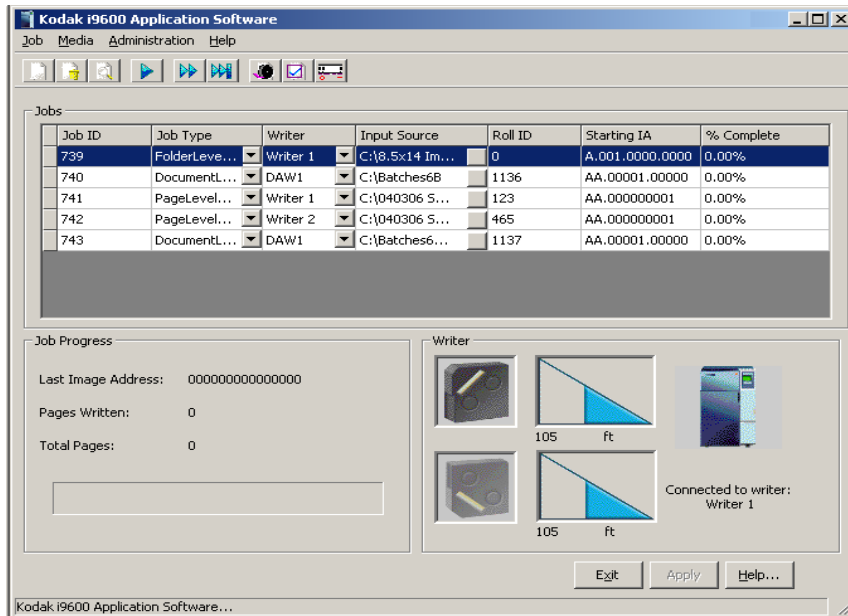 Kodak i9600 Application Software
Job Media Administration Help
Jobs
Job ID Job Type Writer Input Source Roll ID Starting IA % Complete
739 FolderLeve... Writer 1 C:\8.5x14 Im... 0 A.001.0000.0000 0.00%
740 DocumentL... DAW1 C:\Batches6B 1136 AA.00001.00000 0.00%
741 PageLevel... Writer 1 C:\040306 S... 123 AA.000000001 0.00%
742 PageLevel... Writer 2 C:\040306 S... 465 AA.000000001 0.00%
743 DocumentL... DAW1 C:\Batches6... 1137 AA.00001.00000 0.00%
Job Progress
Last Image Address: 000000000000000
Pages Written: 0
Total Pages: 0
Writer
105 ft
105 ft
Connected to writer:
Writer 1
Exit Apply Help...
Kodak i9600 Application Software...